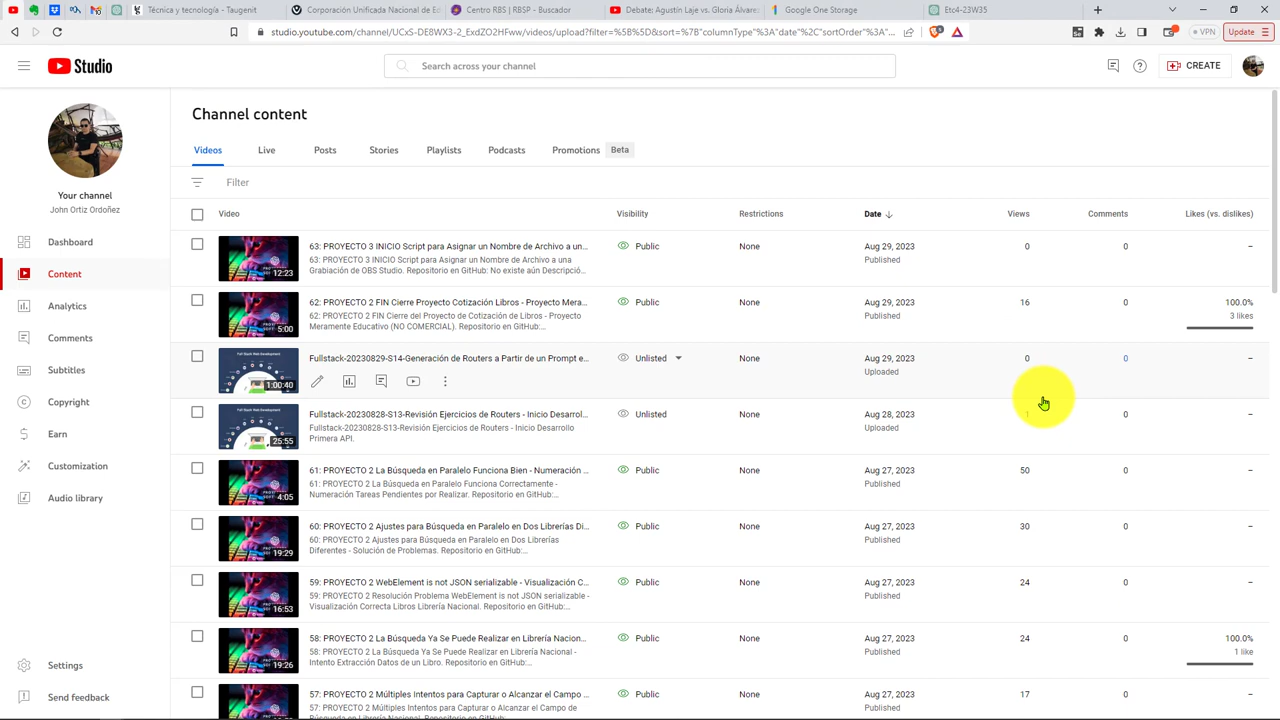 Técnica y tecnología - Taugenit
Corporación Unificada Nacional de Ed
Centro RBS | RBSP - Buscador
Debate: Agustín Laje vs. Gloria Álvare
Google One Storage
Etc4-23W35
studio.youtube.com/channel/UCxS-DE8WX3-2_ExdZO2HFww/videos/upload?filter=%5B%5D&sort=%7B"columnType"%3A"date"%2C"sortOrder"%3A...
VPN
Update
Studio
Search across your channel
CREATE
Channel content
Videos
Live
Posts
Stories
Playlists
Podcasts
Promotions
Beta
Your channel
John Ortiz Ordoñez
Filter
Video
Visibility
Restrictions
Date
Views
Comments
Likes (vs. dislikes)
Dashboard
Content
Analytics
Comments
Subtitles
Copyright
Earn
Customization
Audio library
Settings
Send feedback
12:23
63: PROYECTO 3 INICIO Script para Asignar un Nombre de Archivo a un...
63: PROYECTO 3 INICIO Script para Asignar un Nombre de Archivo a una
Grabiación de OBS Studio. Repositorio en GitHub: No existe aún Descripció...
Public
None
Aug 29, 2023
Published
0
0
–
5:00
62: PROYECTO 2 FIN Cierre Proyecto Cotización Libros - Proyecto Mera...
62: PROYECTO 2 FIN Cierre del Proyecto de Cotización de Libros - Proyecto
Meramente Educativo (NO COMERCIAL). Repositorio en GitHub:...
Public
None
Aug 29, 2023
Published
16
0
100.0%
3 likes
Full Stack Web Development
1:00:40
Fullstack-20230829-S14-Generación de Routers a Partir de un Prompt e...
Unlisted
None
Aug 29, 2023
Uploaded
0
0
–
Full Stack Web Development
25:55
Fullstack-20230828-S13-Revisión Ejercicios de Routers - Inicio Desarrol...
Fullstack-20230828-S13-Revisión Ejercicios de Routers - Inicio Desarrollo
Primera API.
Unlisted
None
Aug 28, 2023
Uploaded
0
–
4:05
61: PROYECTO 2 La Búsqueda en Paralelo Funciona Bien - Numeración ...
61: PROYECTO 2 La Búsqueda en Paralelo Funciona Correctamente -
Numeración Tareas Pendientes por Realizar. Repositorio en GitHub:...
Public
None
Aug 27, 2023
Published
50
0
–
19:29
60: PROYECTO 2 Ajustes para Búsqueda en Paralelo en Dos Librerías Di...
60: PROYECTO 2 Ajustes para Búsqueda en Paralelo en Dos Librerías
Diferentes - Solución de Problemas. Repositorio en GitHub:...
Public
None
Aug 27, 2023
Published
30
0
–
16:53
59: PROYECTO 2 WebElement is not JSON serializable - Visualización C...
59: PROYECTO 2 Resolución Problema WebElement is not JSON serializable -
Visualización Correcta Libros Librería Nacional. Repositorio en GitHub:...
Public
None
Aug 27, 2023
Published
24
0
–
19:26
58: PROYECTO 2 La Búsqueda Ya Se Puede Realizar en Librería Nacion...
58: PROYECTO 2 La Búsqueda Ya Se Puede Realizar en Librería Nacional -
Intento Extracción Datos de un Libro. Repositorio en GitHub:...
Public
None
Aug 27, 2023
Published
24
0
100.0%
1 like
57: PROYECTO 2 Múltiples Intentos para Capturar o Alcanzar el Campo ...
57: PROYECTO 2 Múltiples Intentos para Capturar o Alcanzar el Campo de
Public
None
Aug 27, 2023
Published
17
0
–